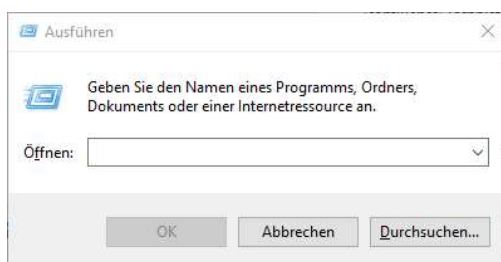 Ausführen
Geben Sie den Namen eines Programms, Ordners,
Dokuments oder einer Internetressource an.
Öffnen:
OK Abbrechen Durchsuchen...